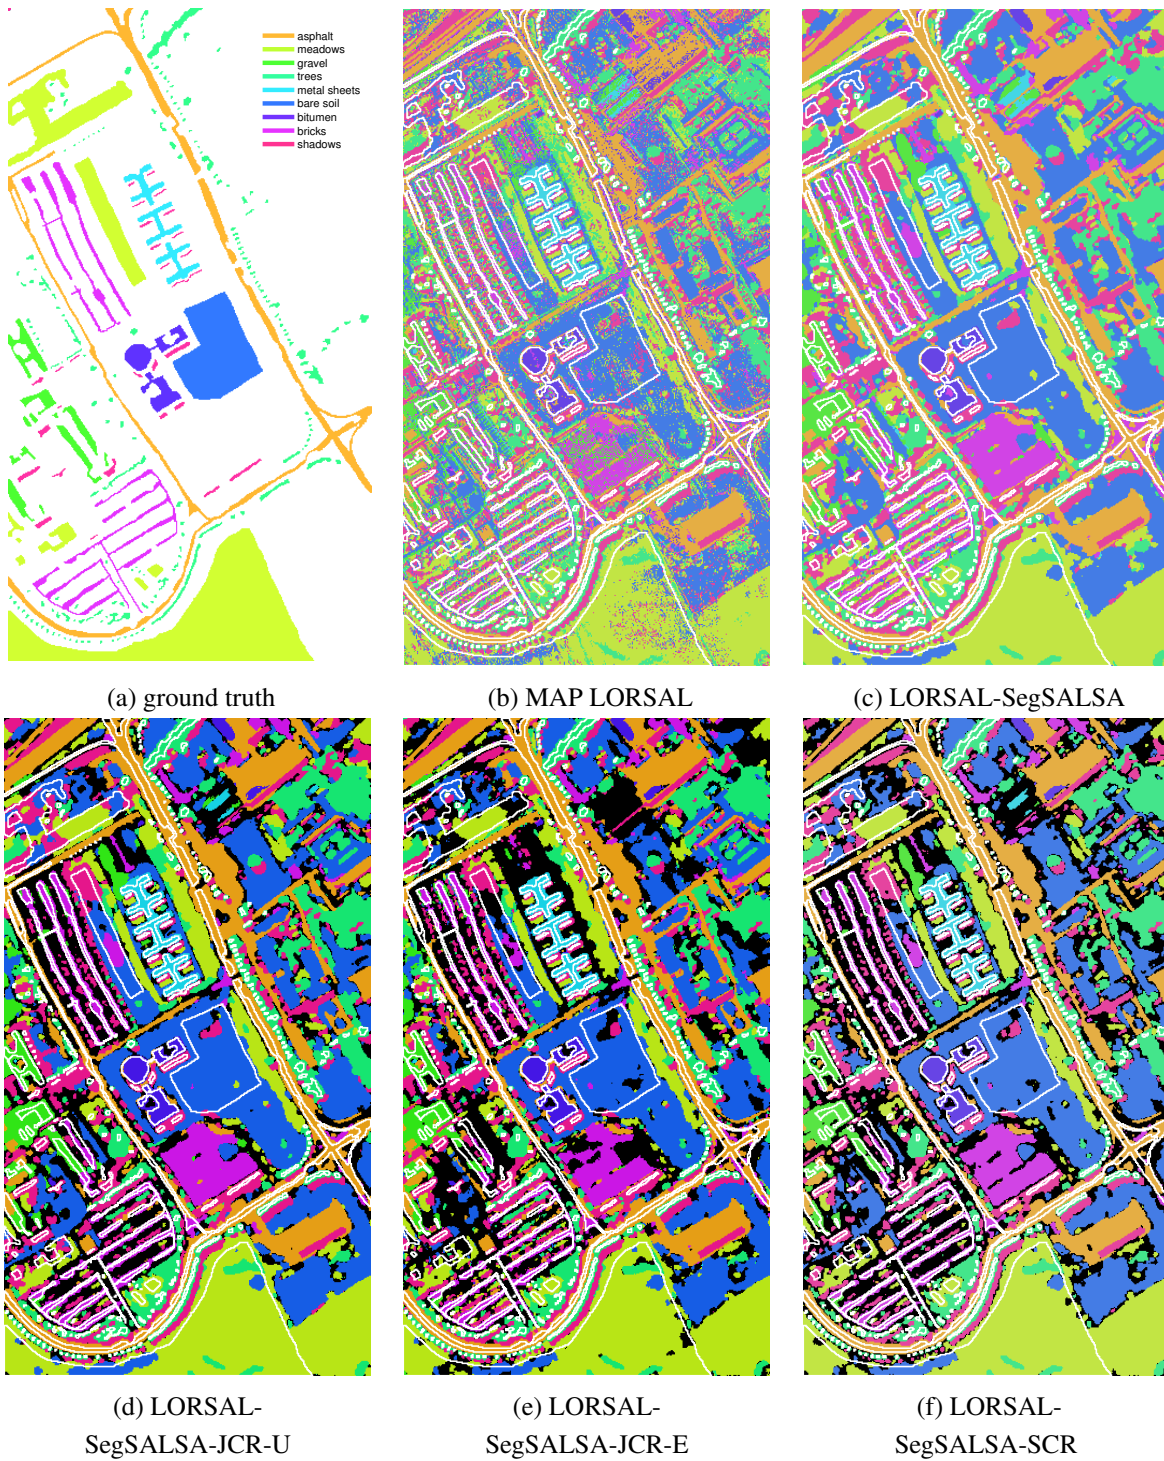 asphalt
meadows
gravel
trees
metal sheets
bare soil
bitumen
bricks
shadows
(a) ground truth
(b) MAP LORSAL
(c) LORSAL-SegSALSA
(d) LORSAL-
SegSALSA-JCR-U
(e) LORSAL-
SegSALSA-JCR-E
(f) LORSAL-
SegSALSA-SCR